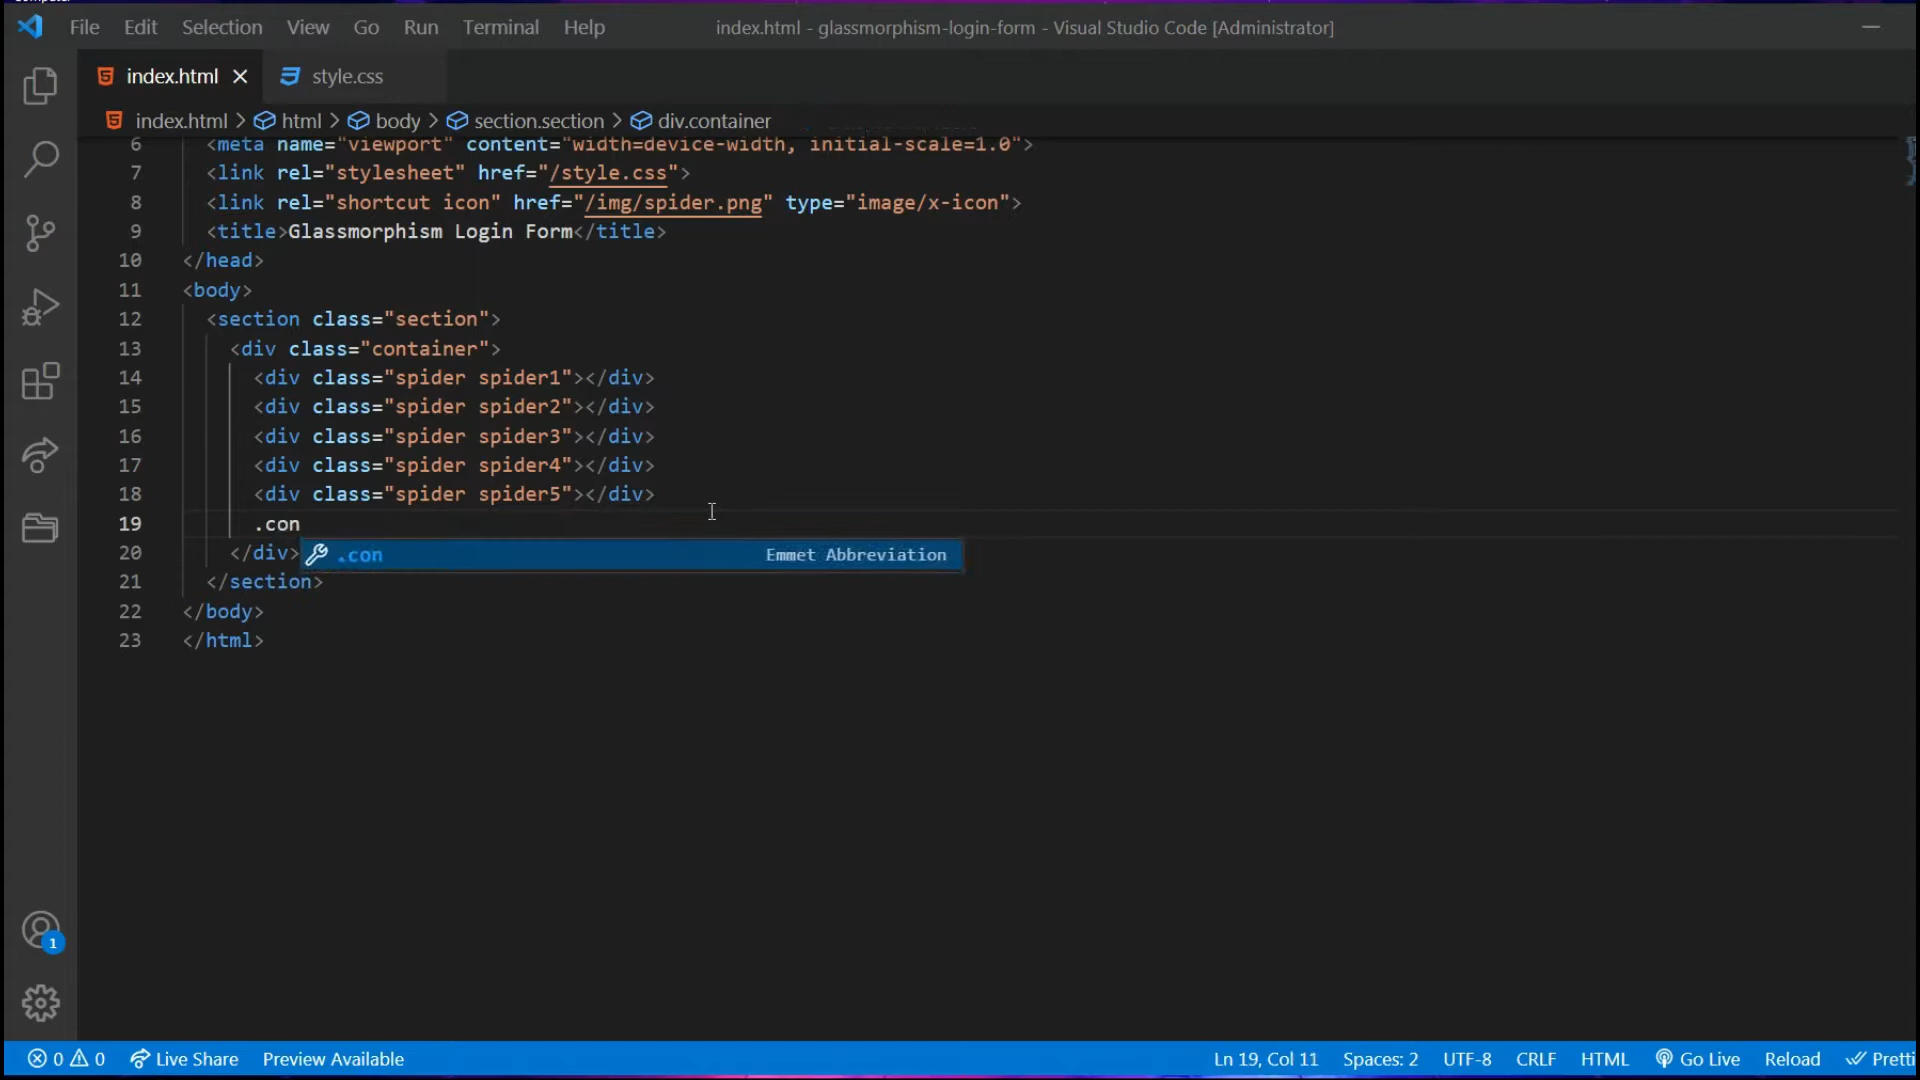 File Edit Selection View Go Run Terminal Help index.html - glassmorphism-login-form - Visual Studio Code [Administrator]
index.html style.css
index.html > html > body > section.section > div.container
6 <meta name="viewport" content="width=device-width, initial-scale=1.0">
7 <link rel="stylesheet" href="/style.css">
8 <link rel="shortcut icon" href="/img/spider.png" type="image/x-icon">
9 <title>Glassmorphism Login Form</title>
10 </head>
11 <body>
12 <section class="section">
13 <div class="container">
14 <div class="spider spider1"></div>
15 <div class="spider spider2"></div>
16 <div class="spider spider3"></div>
17 <div class="spider spider4"></div>
18 <div class="spider spider5"></div>
19 .con
20 </div> .con Emmet Abbreviation
21 </section>
22 </body>
23 </html>
1
0 0 Live Share Preview Available Ln 19, Col 11 Spaces: 2 UTF-8 CRLF HTML Go Live Reload Pretti